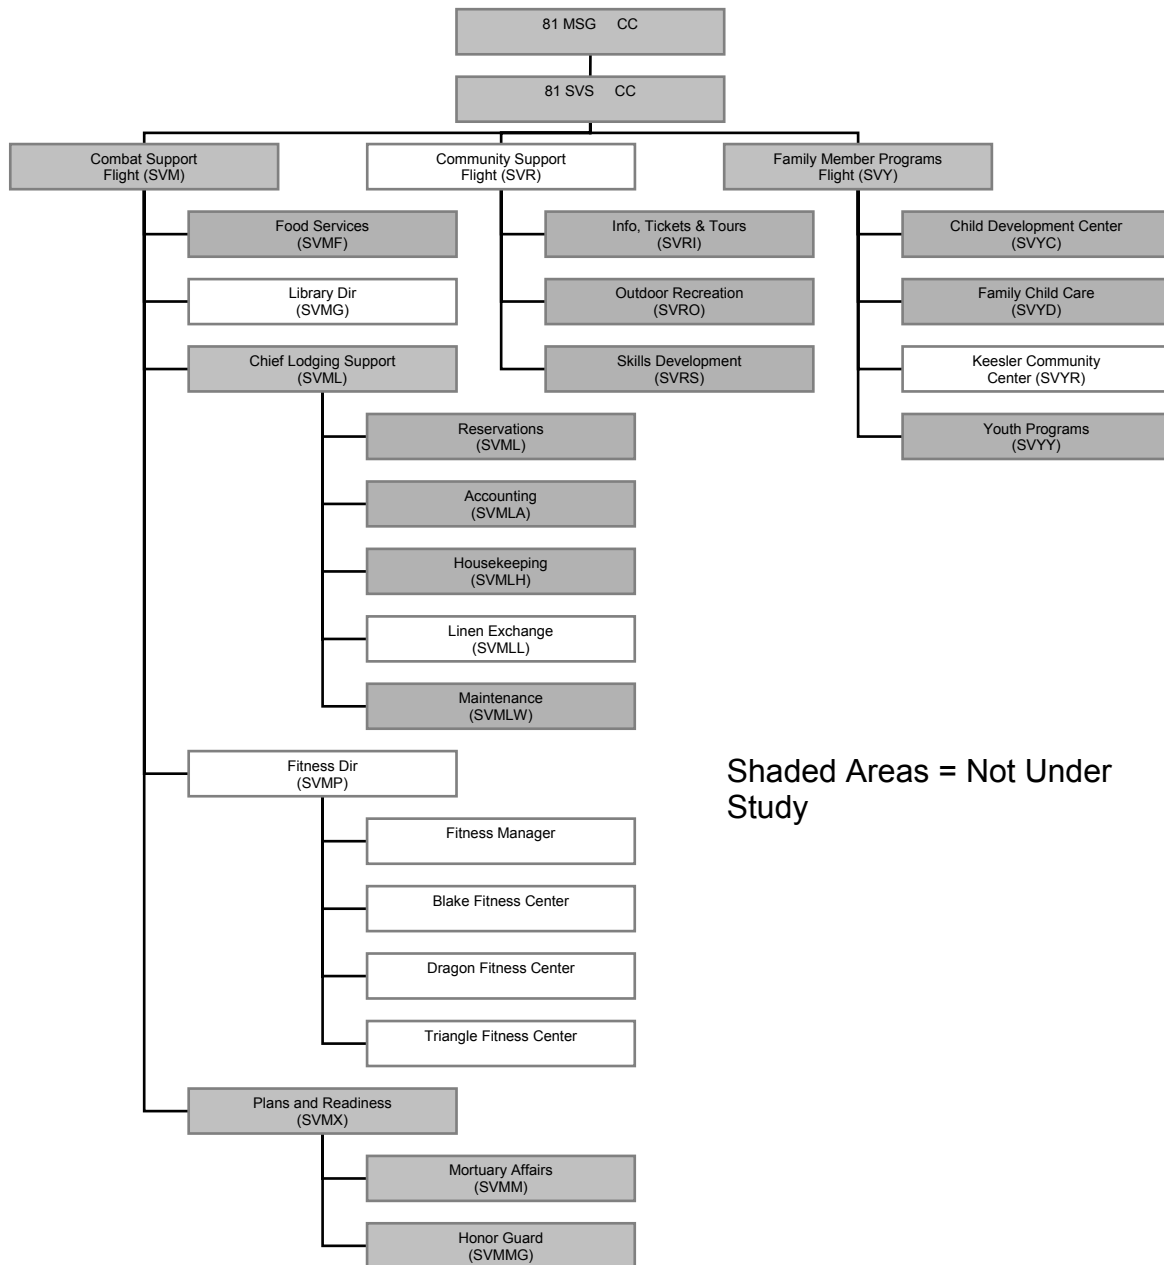 81 MSG CC
81 SVS CC
Combat Support
Flight (SVM)
Community Support
Flight (SVR)
Family Member Programs
Flight (SVY)
Food Services
(SVMF)
Info, Tickets & Tours
(SVRI)
Child Development Center
(SVYC)
Library Dir
(SVMG)
Outdoor Recreation
(SVRO)
Family Child Care
(SVYD)
Chief Lodging Support
(SVML)
Skills Development
(SVRS)
Keesler Community
Center (SVYR)
Reservations
(SVML)
Youth Programs
(SVYY)
Accounting
(SVMLA)
Housekeeping
(SVMLH)
Linen Exchange
(SVMLL)
Maintenance
(SVMLW)
Fitness Dir
(SVMP)
Shaded Areas = Not Under
Study
Fitness Manager
Blake Fitness Center
Dragon Fitness Center
Triangle Fitness Center
Plans and Readiness
(SVMX)
Mortuary Affairs
(SVMM)
Honor Guard
(SVMMG)